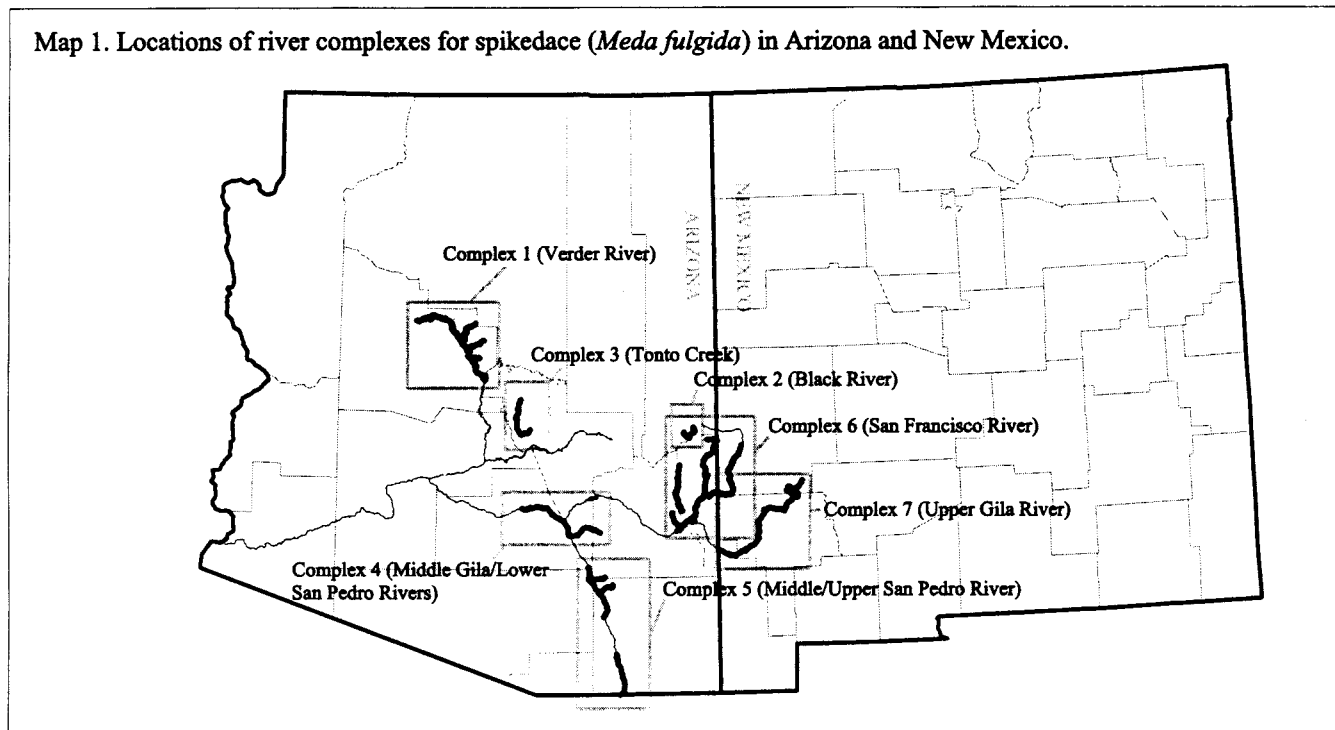 Map 1. Locations of river complexes for spikedace (Meda fulgida) in Arizona and New Mexico.
NEW MEXICO
ARIZONA
Complex 1 (Verder River)
Complex 3 (Tonto Creek)
Complex 2 (Black River)
Complex 6 (San Francisco River)
Complex 7 (Upper Gila River)
Complex 4 (Middle Gila/Lower
San Pedro Rivers)
Complex 5 (Middle/Upper San Pedro River)